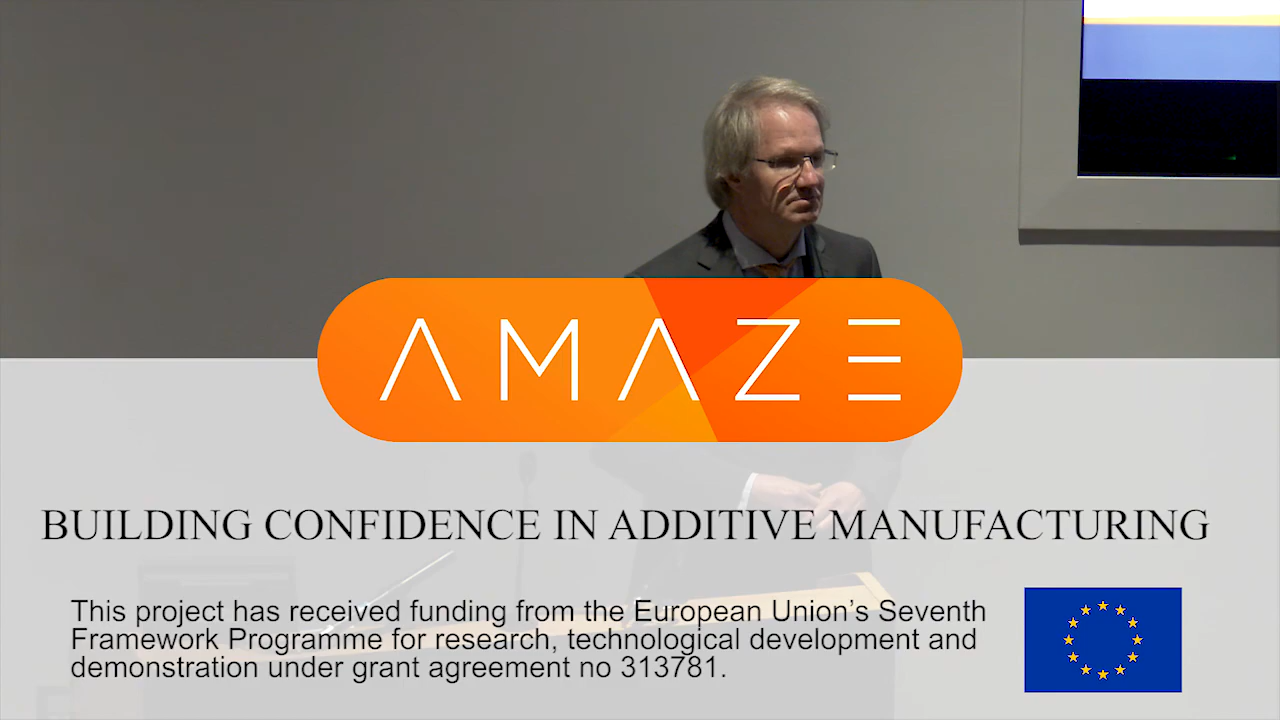 AMAZE
BUILDING CONFIDENCE IN ADDITIVE MANUFACTURING
This project has received funding from the European Union’s Seventh
Framework Programme for research, technological development and
demonstration under grant agreement no 313781.